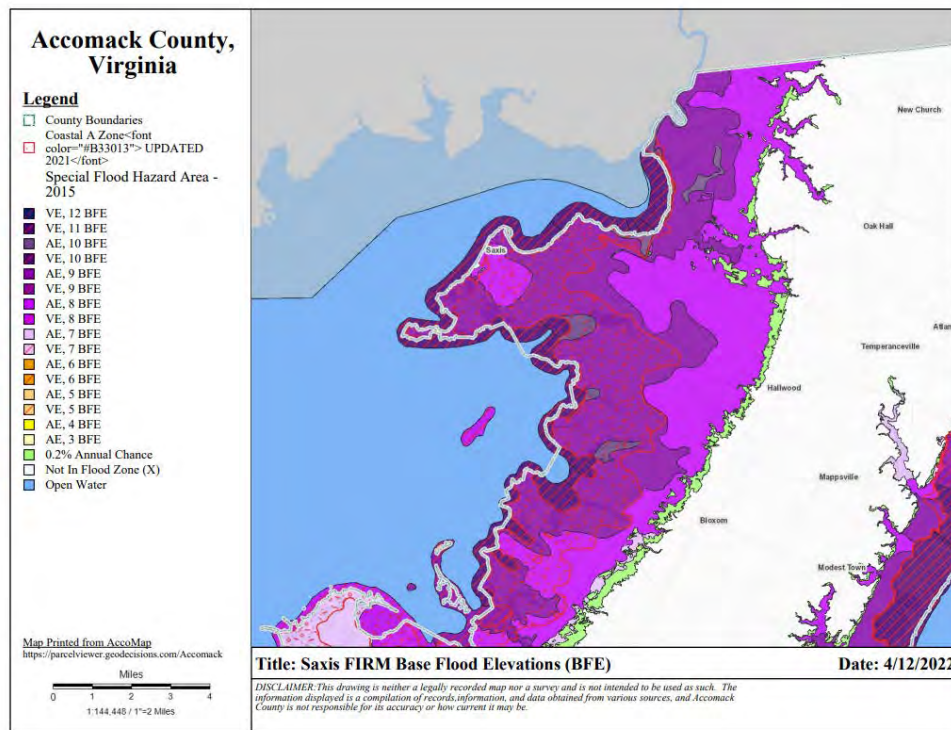 Accomack County,
Virginia
Legend
County Boundaries
Coastal A Zone<font
color="#B33013"> UPDATED
2021</font>
Special Flood Hazard Area -
2015
VE, 12 BFE
VE, 11 BFE
AE, 10 BFE
VE, 10 BFE
AE, 9 BFE
VE, 9 BFE
AE, 8 BFE
VE, 8 BFE
AE, 7 BFE
VE, 7 BFE
AE, 6 BFE
VE, 6 BFE
AE, 5 BFE
VE, 5 BFE
AE, 4 BFE
AE, 3 BFE
0.2% Annual Chance
Not In Flood Zone (X)
Open Water
Map Printed from AccoMap
https://parcelviewer.geodecisions.com/Accomack
Miles
0 1 2 3 4
1:144,448 / 1"=2 Miles
New Church
Oak Hall
Saxis
Atlan
Temperanceville
Hallwood
Mappsville
Bloxom
Modest Town
Title: Saxis FIRM Base Flood Elevations (BFE)
Date: 4/12/2022
DISCLAIMER:This drawing is neither a legally recorded map nor a survey and is not intended to be used as such. The
information displayed is a compilation of records,information, and data obtained from various sources, and Accomack
County is not responsible for its accuracy or how current it may be.